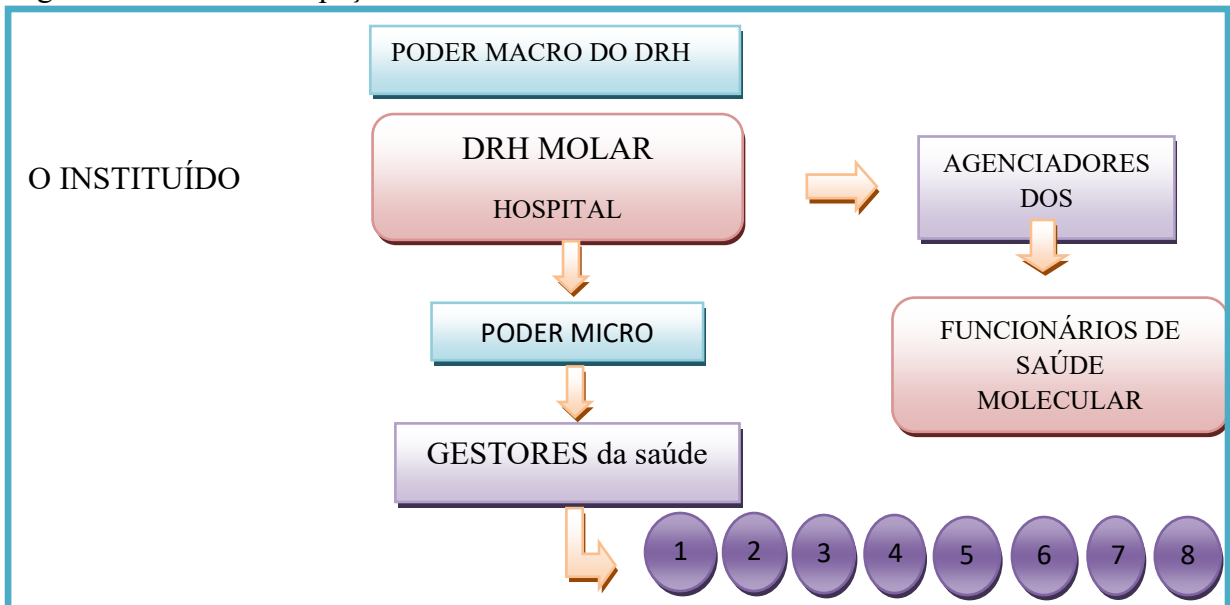 PODER MACRO DO DRH
O INSTITUÍDO
DRH MOLAR
HOSPITAL
AGENCIADORES
DOS
PODER MICRO
FUNCIONÁRIOS DE
SAÚDE
MOLECULAR
GESTORES da saúde
1 2 3 4 5 6 7 8